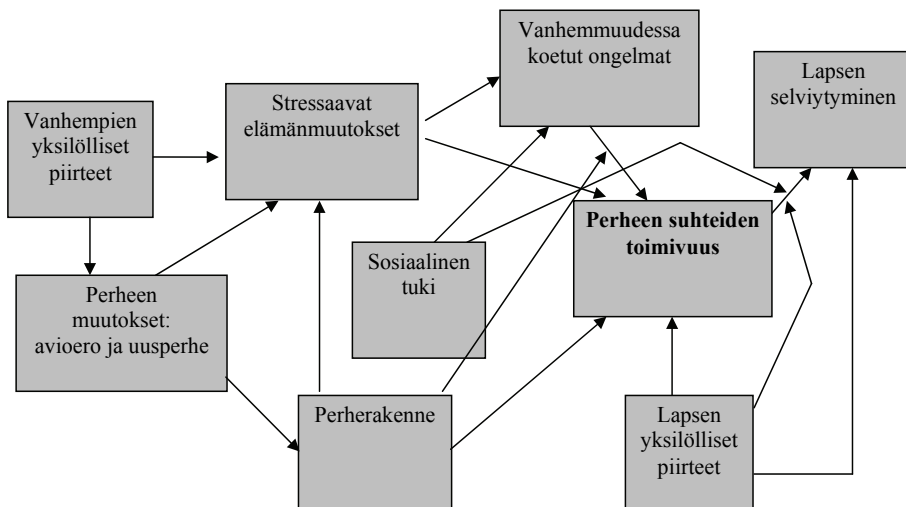 Vanhemmuudessa
koetut ongelmat
Lapsen
selviytyminen
Stressaavat
elämänmuutokset
Vanhempien
yksilölliset
piirteet
Perheen suhteiden
toimivuus
Sosiaalinen
tuki
Perheen
muutokset:
avioero ja uusperhe
Perherakenne
Lapsen
yksilölliset
piirteet